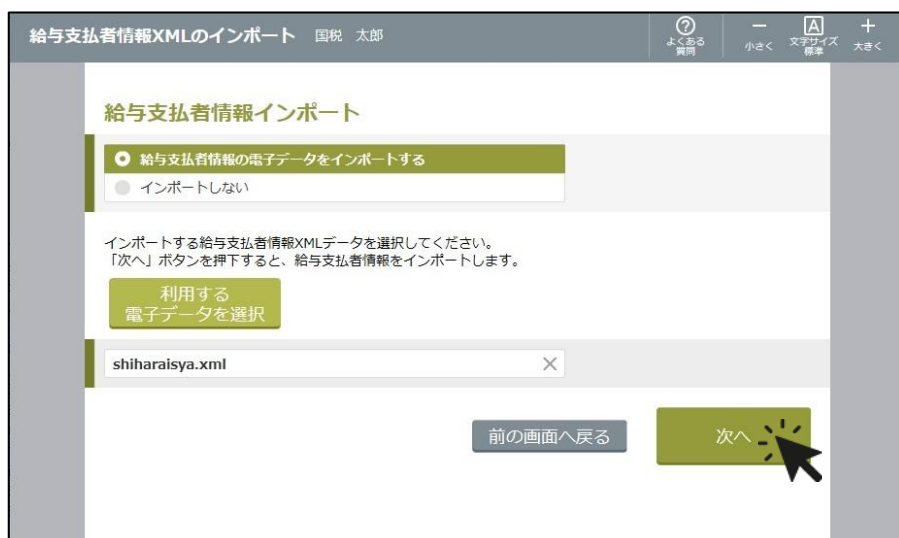 給与支払者情報XMLのインポート 国税 太郎
よくある
質問
小さく
A
文字サイズ
標準
大きく
給与支払者情報インポート
給与支払者情報の電子データをインポートする
インポートしない
インポートする給与支払者情報XMLデータを選択してください。
「次へ」ボタンを押下すると、給与支払者情報をインポートします。
利用する
電子データを選択
shiharaisya.xml
前の画面へ戻る
次へ